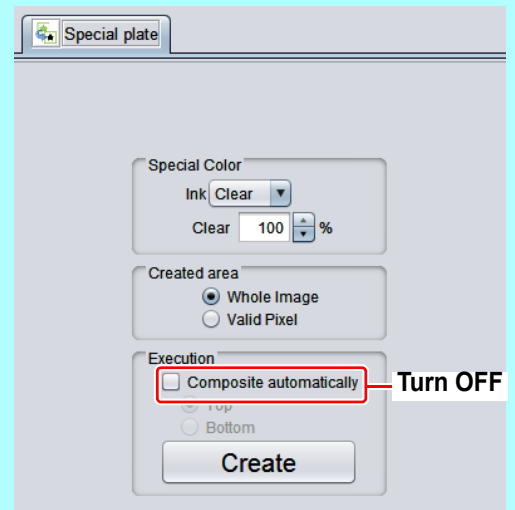 Special plate
Special Color
Ink Clear
Clear 100 %
Created area
Whole Image
Valid Pixel
Execution
Composite automatically
Turn OFF
Top
Bottom
Create